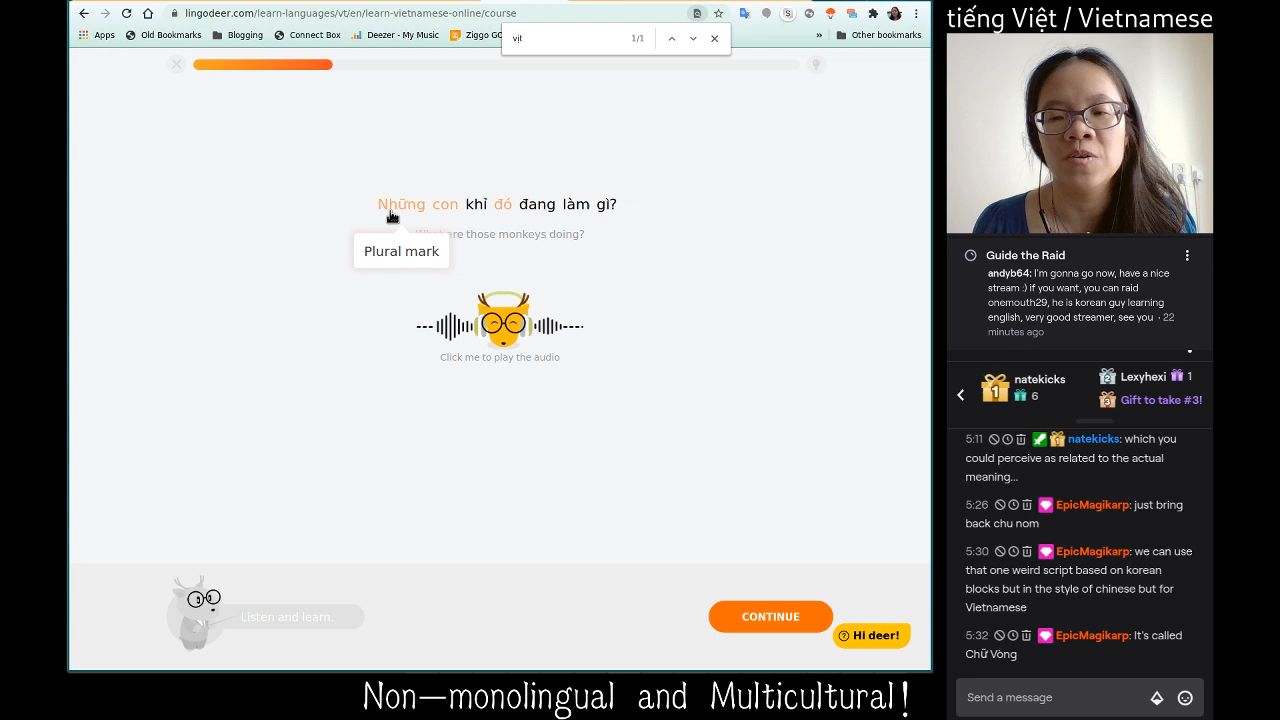 lingodeer.com/learn-languages/vt/en/learn-vietnamese-online/course
Apps Old Bookmarks Blogging Connect Box Deezer - My Music Ziggo GO » Other bookmarks
vịt 1/1
Những con khỉ đó đang làm gì?
are those monkeys doing?
Plural mark
Click me to play the audio
Listen and learn.
CONTINUE
Hi deer!
Non-monolingual and Multicultural!
tiếng Việt / Vietnamese
Guide the Raid
andyb64: I'm gonna go now, have a nice
stream :) if you want, you can raid
onemouth29, he is korean guy learning
english, very good streamer, see you · 22
minutes ago
1 natekicks
6
2 Lexyhexi 1
3 Gift to take #3!
5:11 natekicks: which you
could perceive as related to the actual
meaning...
5:26 EpicMagikarp: just bring
back chu nom
5:30 EpicMagikarp: we can use
that one weird script based on korean
blocks but in the style of chinese but for
Vietnamese
5:32 EpicMagikarp: It's called
Chữ Vòng
Send a message